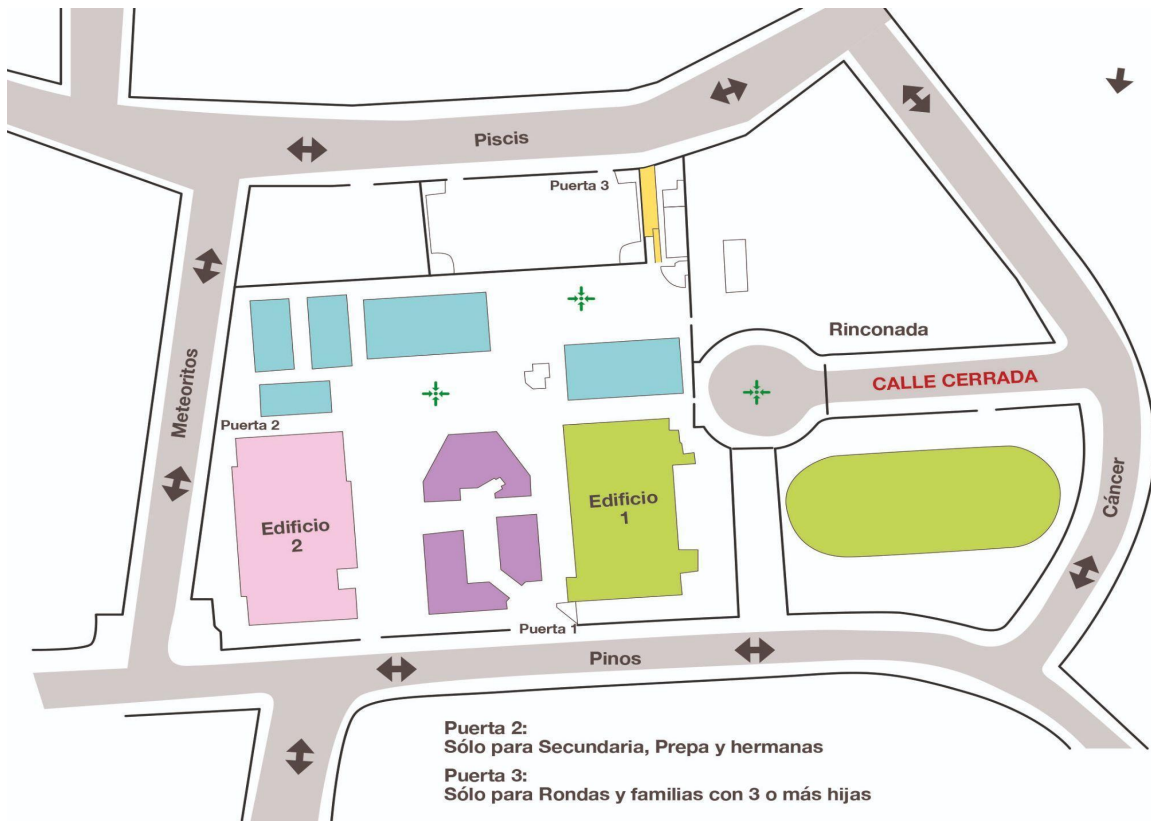 Piscis
Puerta 3
Rinconada
Meteoritos
CALLE CERRADA
Puerta 2
Cáncer
Edificio
1
Edificio
2
Puerta 1
Pinos
Puerta 2:
Sólo para Secundaria, Prepa y hermanas
Puerta 3:
Sólo para Rondas y familias con 3 o más hijas